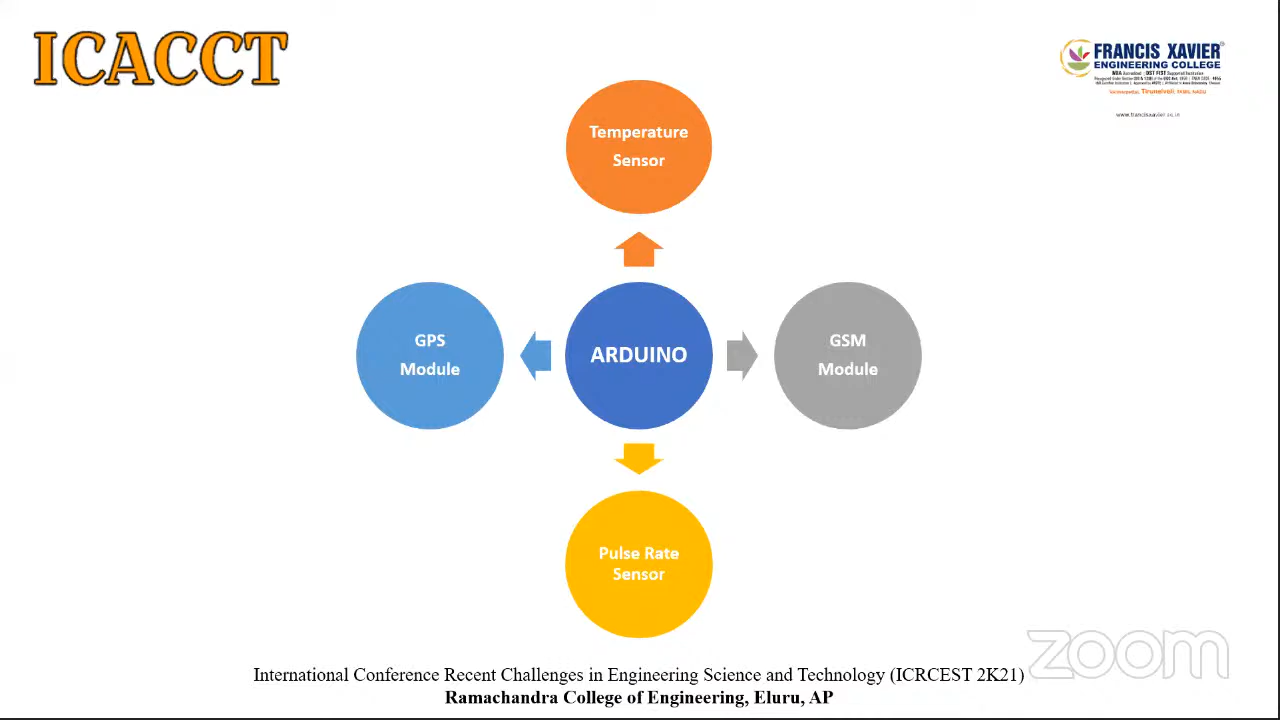 ICACCT
FRANCIS XAVIER
ENGINEERING COLLEGE
Temperature
Sensor
GPS
Module
ARDUINO
GSM
Module
Pulse Rate
Sensor
zoom
International Conference Recent Challenges in Engineering Science and Technology (ICRCEST 2K21)
Ramachandra College of Engineering, Eluru, AP